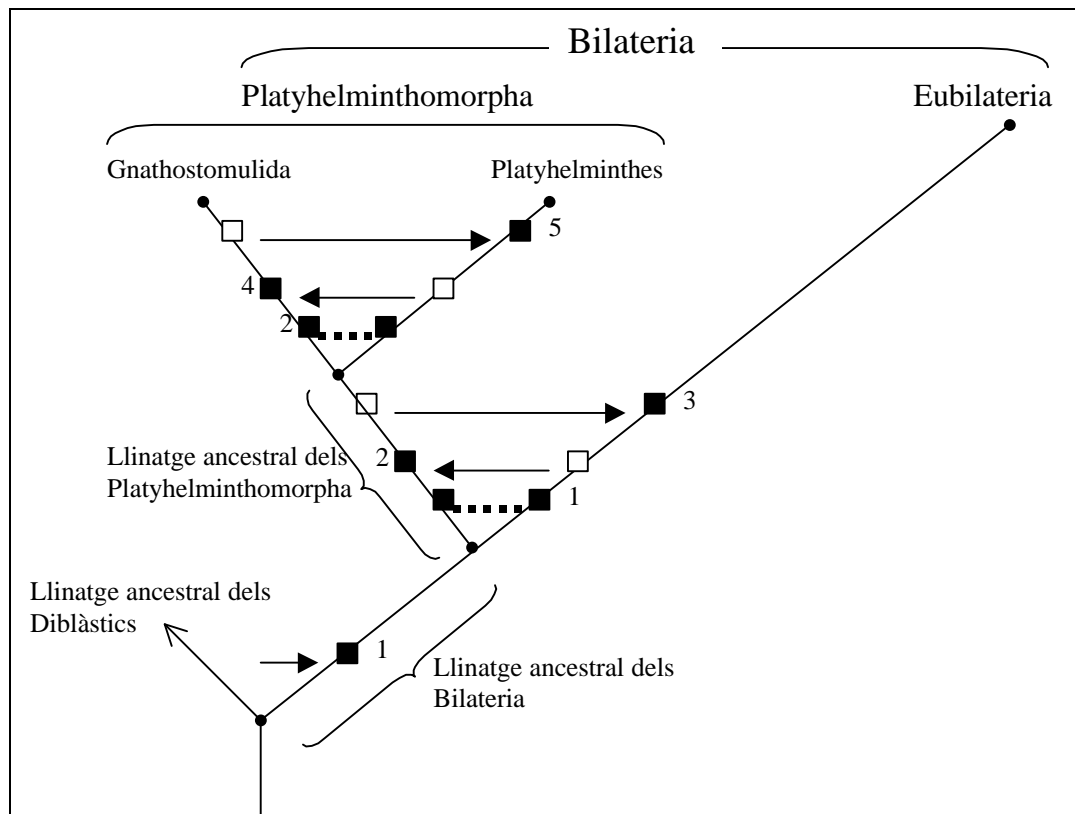 Bilateria
Platyhelminthomorpha
Eubilateria
Gnathostomulida
Platyhelminthes
5
4
2
3
Llinatge ancestral dels
Platyhelminthomorpha
2
1
Llinatge ancestral dels
Diblàstics
1
Llinatge ancestral dels
Bilateria